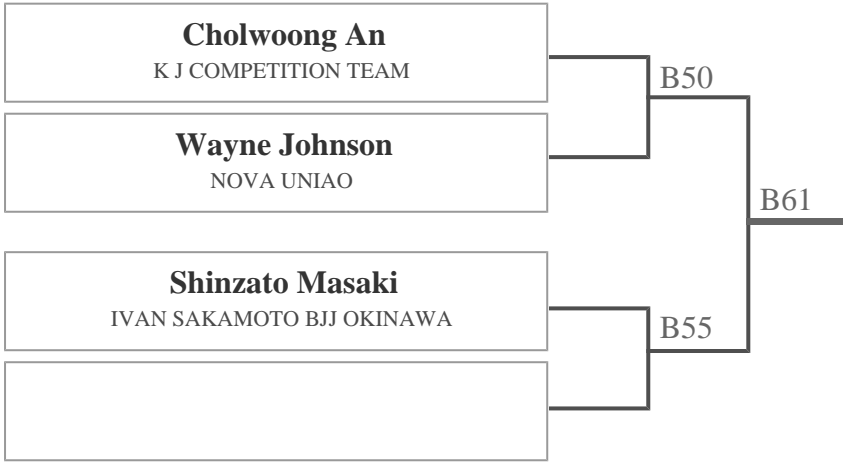 Cholwoong An
K J COMPETITION TEAM
B50
Wayne Johnson
NOVA UNIAO
B61
Shinzato Masaki
IVAN SAKAMOTO BJJ OKINAWA
B55